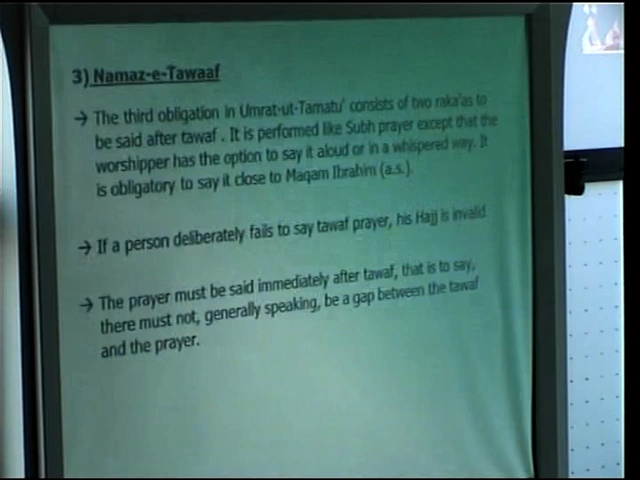 3) Namaz-e-Tawaaf
→ The third obligation in Umrat-ut-Tamatu' consists of two raka'as to
be said after tawaf . It is performed like Subh prayer except that the
worshipper has the option to say it aloud or in a whispered way. It
is obligatory to say it close to Maqam Ibrahim (a.s.).
→ If a person deliberately fails to say tawaf prayer, his Hajj is invalid
→ The prayer must be said immediately after tawaf, that is to say,
there must not, generally speaking, be a gap between the tawaf
and the prayer.